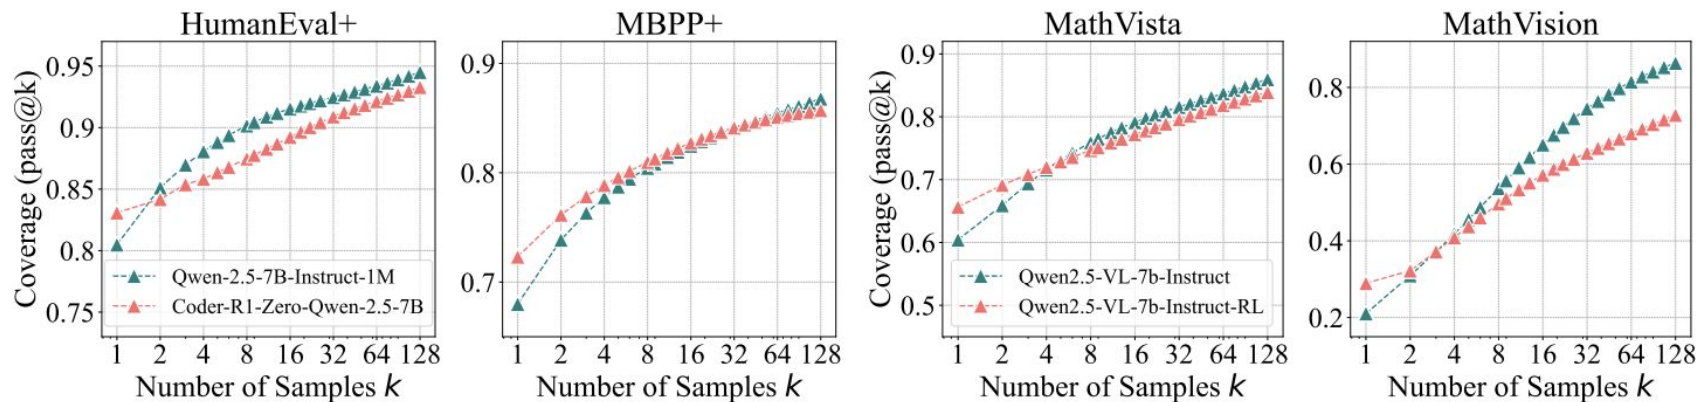 HumanEval+
Coverage (pass@k)
0.95
0.9
0.85
0.8
0.75
Qwen-2.5-7B-Instruct-1M
Coder-R1-Zero-Qwen-2.5-7B
1 2 4 8 16 32 64 128
Number of Samples k
MBPP+
0.9
0.8
0.7
1 2 4 8 16 32 64 128
Number of Samples k
MathVista
Coverage (pass@k)
0.9
0.8
0.7
0.6
0.5
Qwen2.5-VL-7b-Instruct
Qwen2.5-VL-7b-Instruct-RL
1 2 4 8 16 32 64 128
Number of Samples k
MathVision
0.8
0.6
0.4
0.2
1 2 4 8 16 32 64 128
Number of Samples k